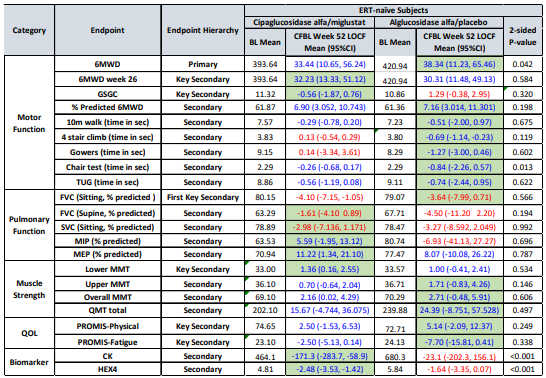 ERT-naïve Subjects
Category Endpoint Endpoint Hierarchy Cipaglucosidase alfa/miglustat Alglucosidase alfa/placebo 2-sided P-value
BL Mean CFBL Week 52 LOCF Mean (95%CI) BL Mean CFBL Week 52 LOCF Mean (95%CI)
Motor Function
6MWD Primary 393.64 33.44 (10.65, 56.24) 420.94 38.34 (11.23, 65.46) 0.042
6MWD week 26 Key Secondary 393.64 32.23 (13.33, 51.12) 420.94 30.31 (11.48, 49.13) 0.584
GSGC Key Secondary 11.32 -0.56 (-1.87, 0.76) 10.86 1.29 (-0.38, 2.95) 0.320
% Predicted 6MWD Secondary 61.87 6.90 (3.052, 10.743) 61.36 7.16 (3.014, 11.301) 0.198
10m walk (time in sec) Secondary 7.57 -0.29 (-0.78, 0.20) 7.23 -0.51 (-2.00, 0.97) 0.675
4 stair climb (time in sec) Secondary 3.83 0.13 (-0.54, 0.29) 3.80 -0.69 (-1.14, -0.23) 0.119
Gowers (time in sec) Secondary 9.15 0.14 (-3.34, 3.61) 8.29 -1.27 (-3.00, 0.46) 0.602
Chair test (time in sec) Secondary 2.29 -0.26 (-0.68, 0.17) 2.29 -0.84 (-2.26, 0.57) 0.013
TUG (time in sec) Secondary 8.86 -0.56 (-1.19, 0.08) 9.11 -0.74 (-2.44, 0.95) 0.622
Pulmonary Function
FVC (Sitting, % predicted ) First Key Secondary 80.15 -4.10 (-7.15, -1.05) 79.07 -3.64 (-7.99, 0.71) 0.566
FVC (Supine, % predicted) Secondary 63.29 -1.61 (-4.10 0.89) 67.71 -4.50 (-11.20 2.20) 0.194
SVC (Sitting, % predicted) Secondary 78.89 -2.98 (-7.136, 1.171) 78.47 -3.27 (-8.592, 2.049) 0.992
MIP (% predicted) Secondary 63.53 5.59 (-1.95, 13.12) 80.74 -6.93 (-41.13, 27.27) 0.696
MEP (% predicted) Secondary 70.94 11.22 (1.34, 21.10) 77.47 8.07 (-10.08, 26.22) 0.787
Muscle Strength
Lower MMT Key Secondary 33.00 1.36 (0.16, 2.55) 33.57 1.00 (-0.41, 2.41) 0.534
Upper MMT Secondary 36.10 0.70 (-0.64, 2.04) 36.71 1.71 (-0.83, 4.26) 0.146
Overall MMT Secondary 69.10 2.16 (0.02, 4.29) 70.29 2.71 (-0.48, 5.91) 0.606
QMT total Secondary 202.10 15.67 (-4.744, 36.075) 239.88 24.39 (-8.751, 57.528) 0.497
QOL
PROMIS-Physical Key Secondary 74.65 2.50 (-1.53, 6.53) 72.71 5.14 (-2.09, 12.37) 0.249
PROMIS-Fatigue Key Secondary 23.10 -2.50 (-5.13, 0.14) 24.13 -7.70 (-15.81, 0.41) 0.338
Biomarker
CK Secondary 464.1 -171.3 (-283.7, -58.9) 680.3 -23.1 (-202.3, 156.1) <0.001
HEX4 Secondary 4.81 -2.48 (-3.53, -1.42) 5.84 -1.64 (-3.35, 0.07) <0.001